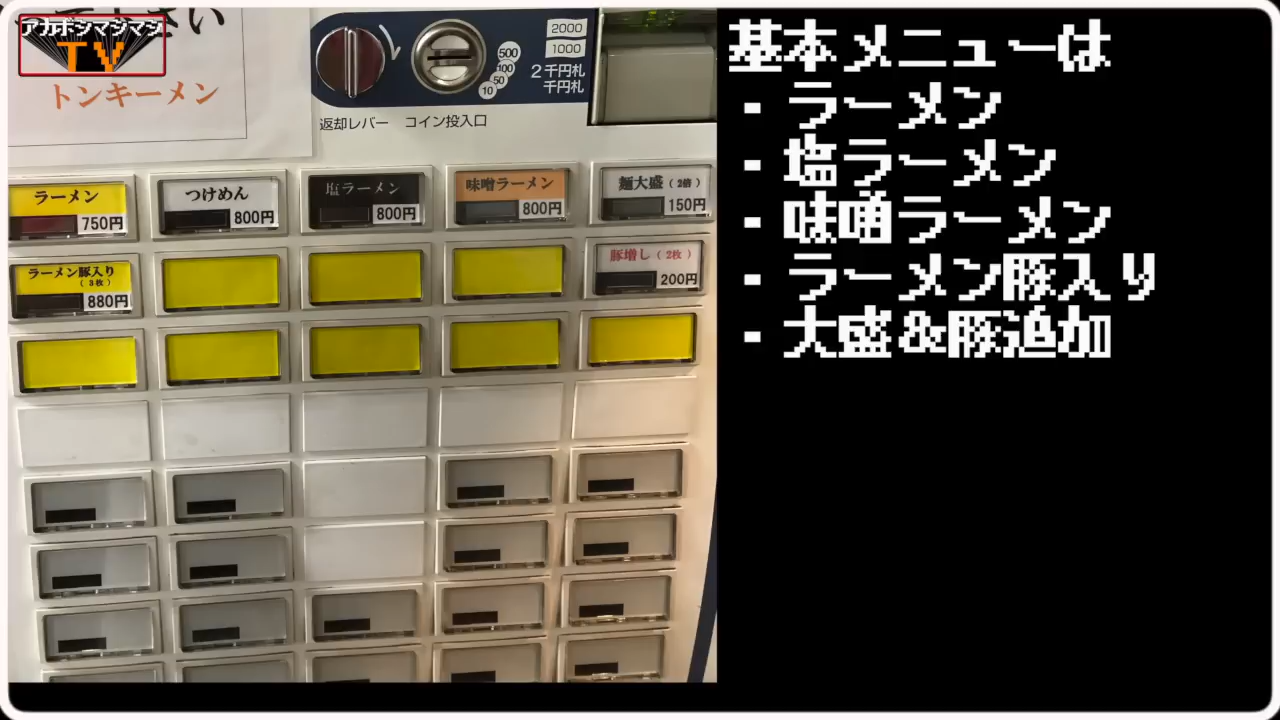 アカボシマンマン
TV
下さい
トンキーメン
500
100
50
10
2000
1000
2千円札
千円札
返却レバー コイン投入口
ラーメン
750円
つけめん
800円
塩ラーメン
800円
味噌ラーメン
800円
麺大盛(2倍)
150円
ラーメン豚入り
(3枚)
880円
豚増し(2枚)
200円
基本メニューは
・ラーメン
・塩ラーメン
・味噌ラーメン
・ラーメン豚入り
・大盛&豚追加